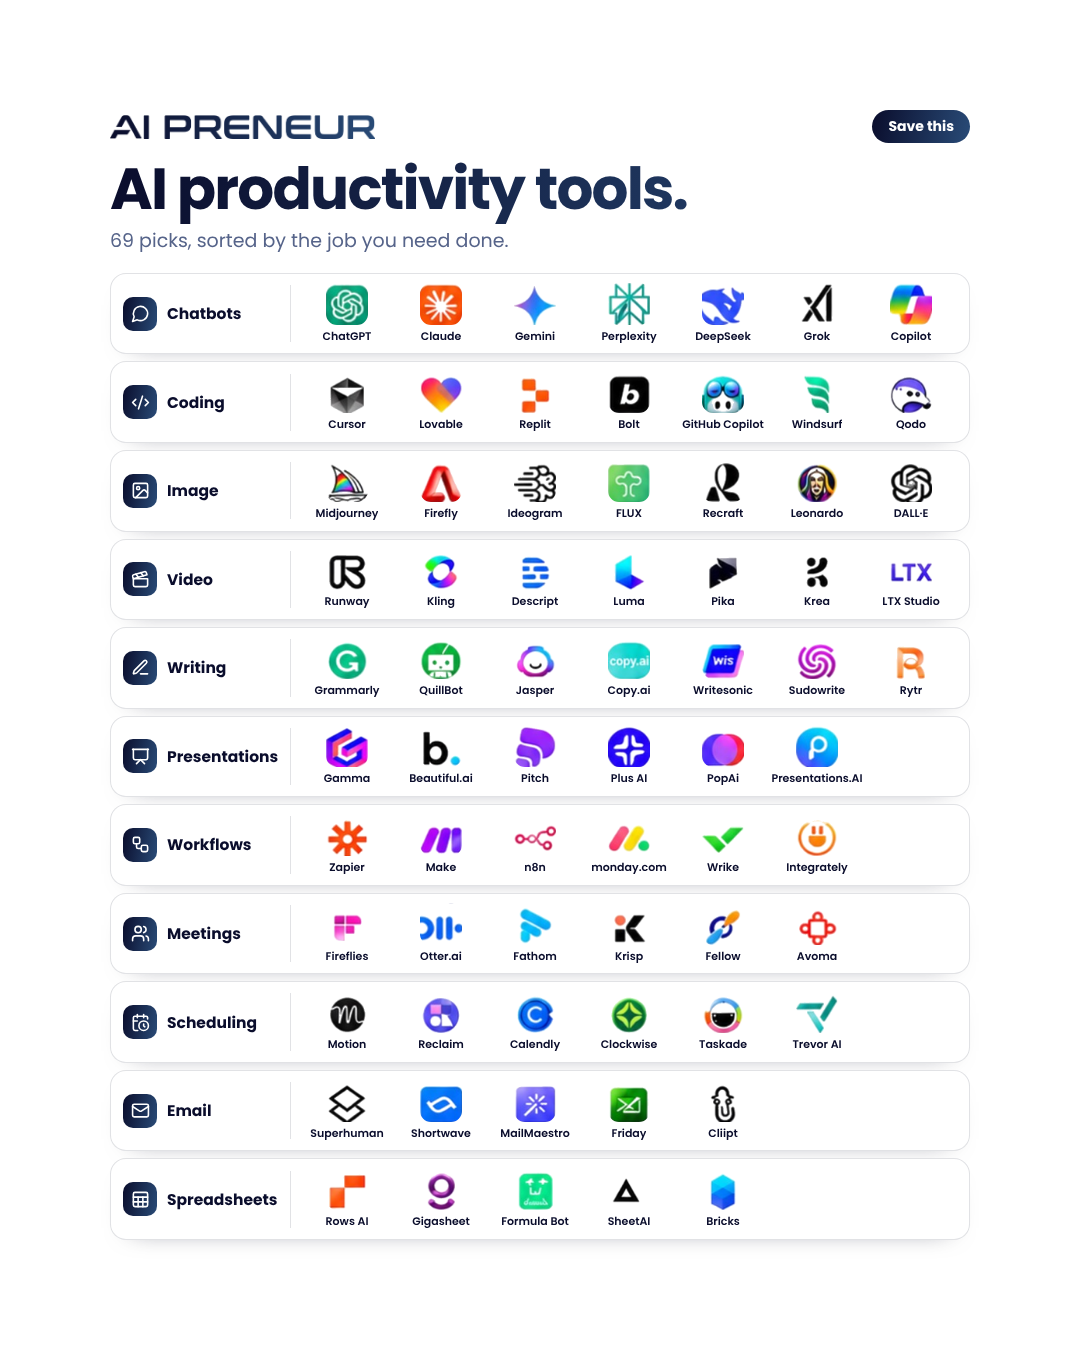 AI PRENEUR
Save this
AI productivity tools.
69 picks, sorted by the job you need done.
Chatbots
ChatGPT Claude Gemini Perplexity DeepSeek Grok Copilot
Coding
b
Cursor Lovable Replit Bolt GitHub Copilot Windsurf Qodo
Image
Midjourney Firefly Ideogram FLUX Recraft Leonardo DALL·E
Video
LTX
Runway Kling Descript Luma Pika Krea LTX Studio
Writing
copy.ai wis
Grammarly QuillBot Jasper Copy.ai Writesonic Sudowrite Rytr
Presentations
b.
Gamma Beautiful.ai Pitch Plus AI PopAi Presentations.AI
Workflows
Zapier Make n8n monday.com Wrike Integrately
Meetings
Fireflies Otter.ai Fathom Krisp Fellow Avoma
Scheduling
Motion Reclaim Calendly Clockwise Taskade Trevor AI
Email
Superhuman Shortwave MailMaestro Friday Cliipt
Spreadsheets
Rows AI Gigasheet Formula Bot SheetAI Bricks